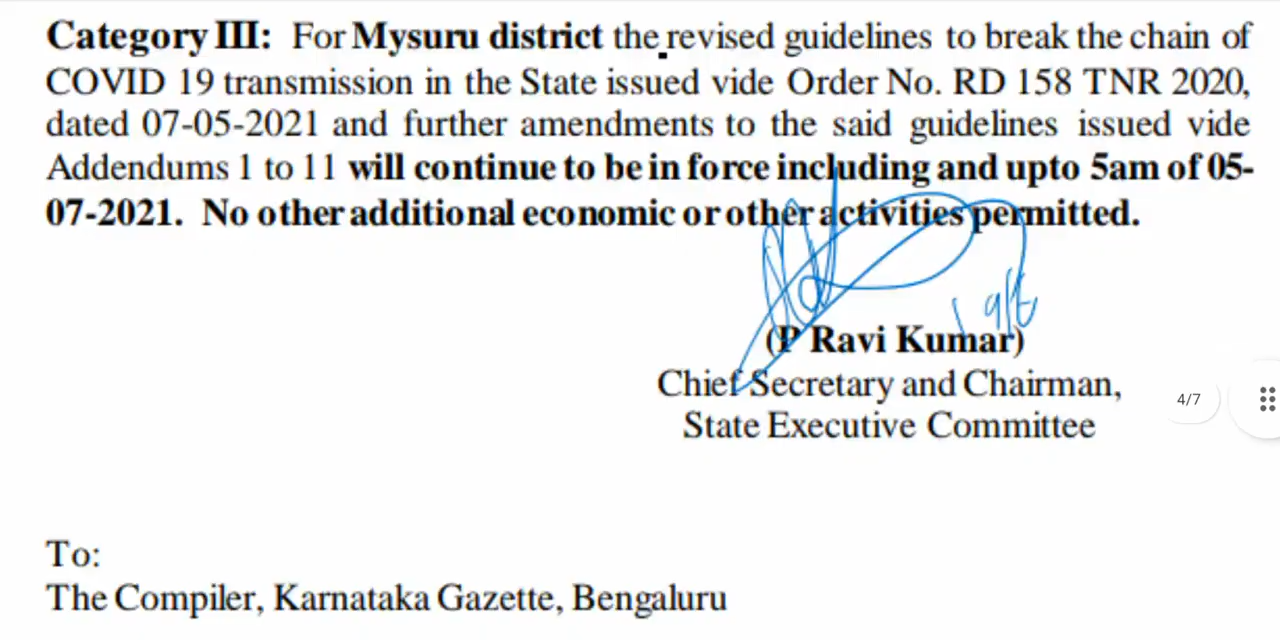 Category III: For Mysuru district the revised guidelines to break the chain of
COVID 19 transmission in the State issued vide Order No. RD 158 TNR 2020,
dated 07-05-2021 and further amendments to the said guidelines issued vide
Addendums 1 to 11 will continue to be in force including and upto 5am of 05-
07-2021. No other additional economic or other activities permitted.
(P Ravi Kumar)
Chief Secretary and Chairman,
4/7
State Executive Committee
To:
The Compiler, Karnataka Gazette, Bengaluru